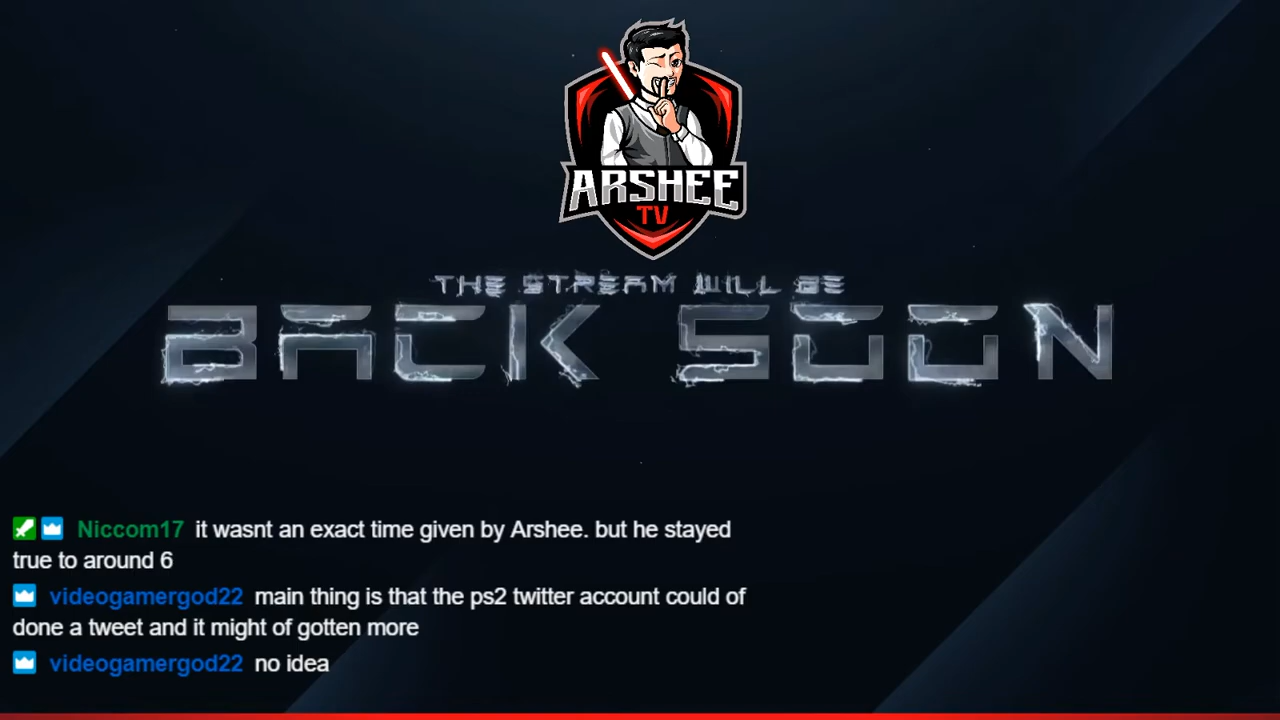 ARSHEE
TV
THE STREAM WILL BE
BACK SOON
Niccom17 it wasnt an exact time given by Arshee. but he stayed
true to around 6
videogamergod22 main thing is that the ps2 twitter account could of
done a tweet and it might of gotten more
videogamergod22 no idea